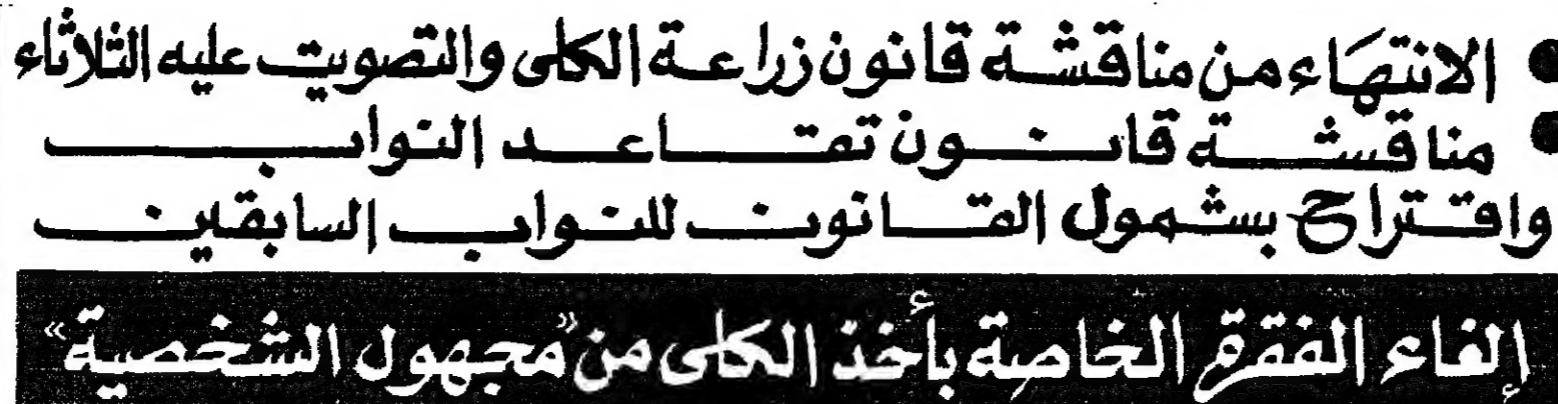 ● الانتهاء من مناقشة قانون زراعة الكلى والتصويت عليه الثلاثاء
● مناقشة قانون تقاعد النواب
واقتراح بشمول القانون للنواب السابقين
إلغاء الفقرة الخاصة بأخذ الكلى من "مجهول الشخصية"